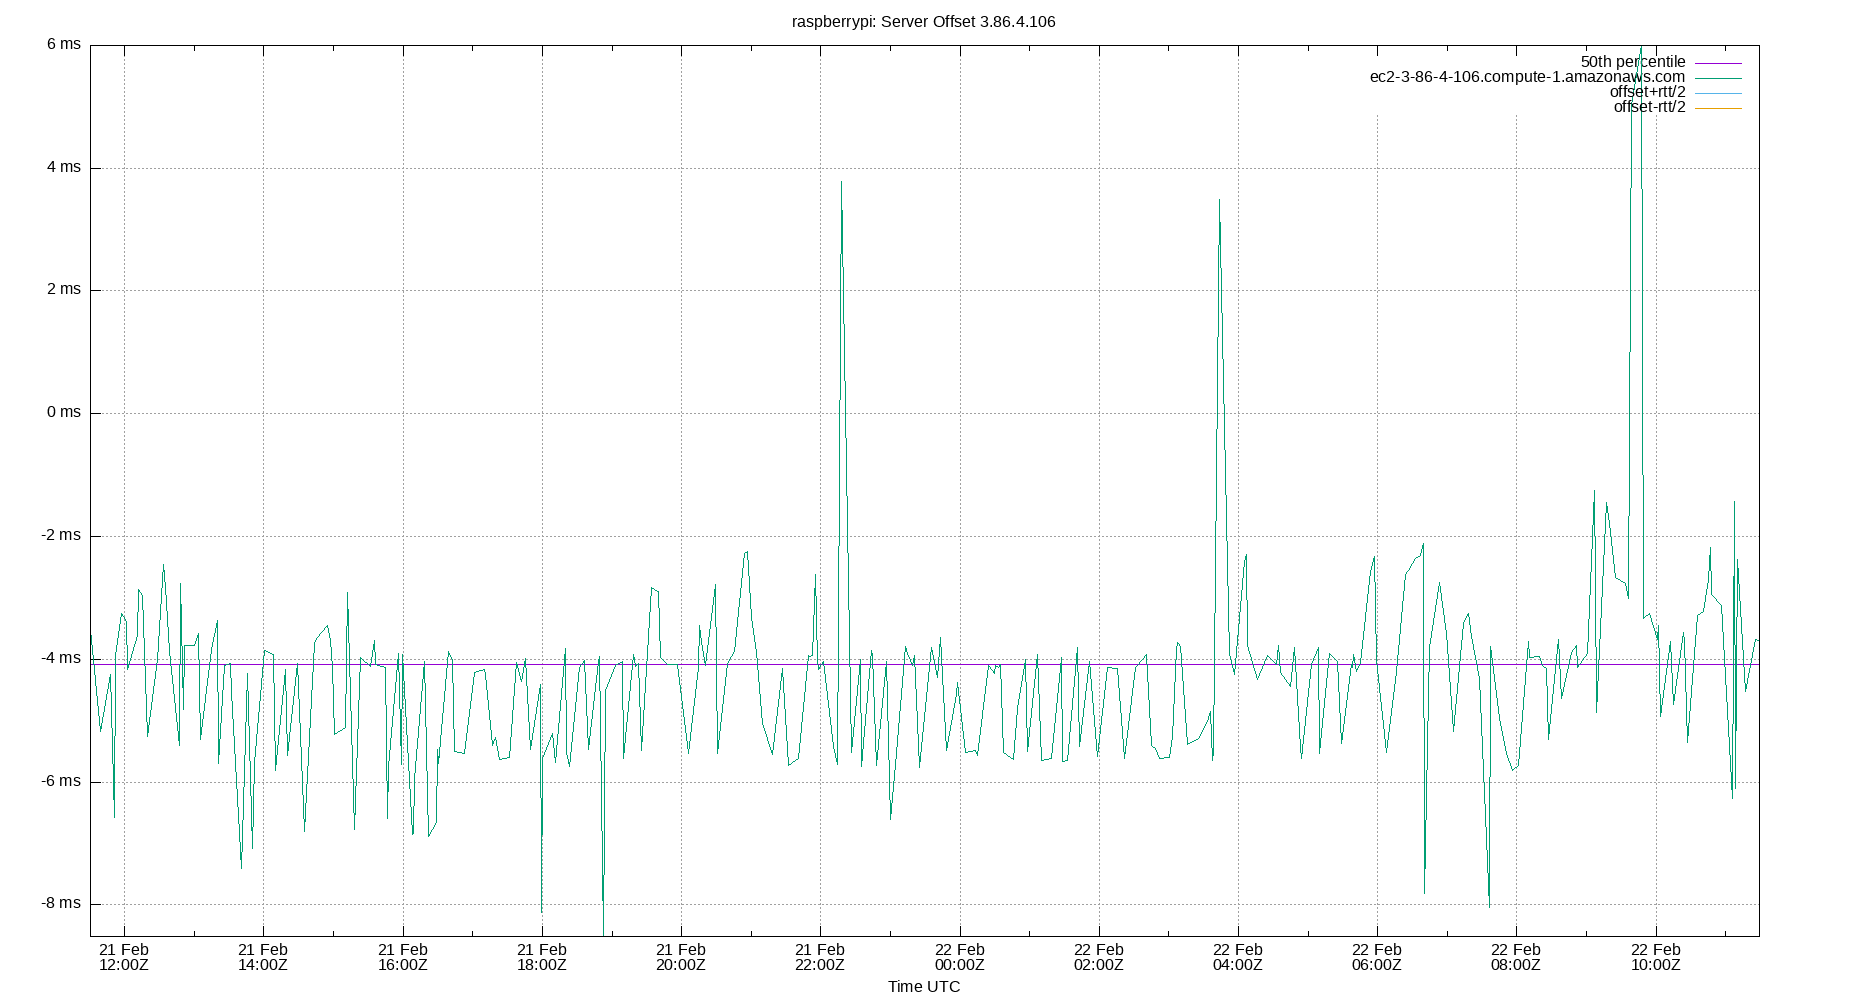 raspberrypi: Server Offset 3.86.4.106
6 ms
50th percentile
ec2-3-86-4-106.compute-1.amazonaws.com
offset+rtt/2
offset-rtt/2
4 ms
2 ms
0 ms
-2 ms
-4 ms
-6 ms
-8 ms
21 Feb 21 Feb 21 Feb 21 Feb 21 Feb 21 Feb 22 Feb 22 Feb 22 Feb 22 Feb 22 Feb 22 Feb
12:00Z 14:00Z 16:00Z 18:00Z 20:00Z 22:00Z 00:00Z 02:00Z 04:00Z 06:00Z 08:00Z 10:00Z
Time UTC